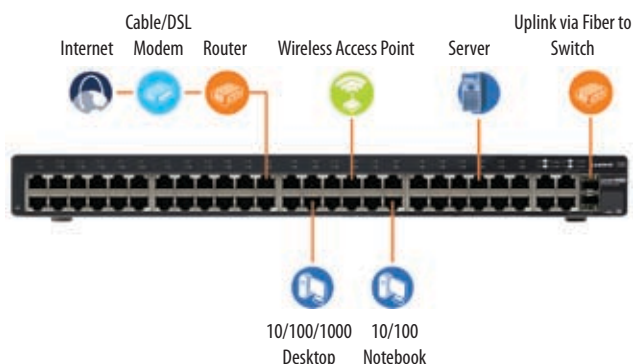 Cable/DSL
Uplink via Fiber to
Internet Modem Router Wireless Access Point Server Switch
10/100/1000 10/100
Desktop Notebook